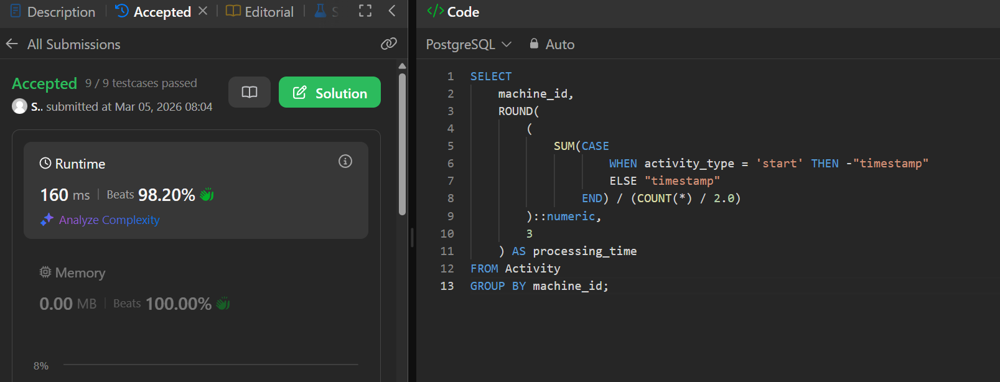 Description
Accepted
Editorial
S
All Submissions
Accepted 9 / 9 testcases passed
S.. submitted at Mar 05, 2026 08:04
Solution
Runtime
160 ms Beats 98.20%
Analyze Complexity
Memory
0.00 MB Beats 100.00%
8%
</> Code
PostgreSQL Auto
1 SELECT
2 machine_id,
3 ROUND(
4 (
5 SUM(CASE
6 WHEN activity_type = 'start' THEN -"timestamp"
7 ELSE "timestamp"
8 END) / (COUNT(*) / 2.0)
9 )::numeric,
10 3
11 ) AS processing_time
12 FROM Activity
13 GROUP BY machine_id;